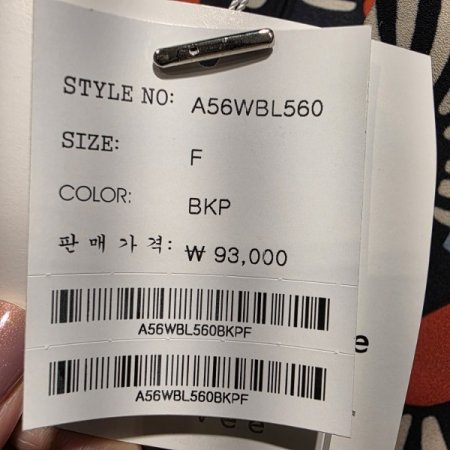 STYLE NO: A56WBL560
SIZE: F
COLOR: BKP
판매가격: ₩ 93,000
A56WBL560BKPF
A56WBL560BKPF